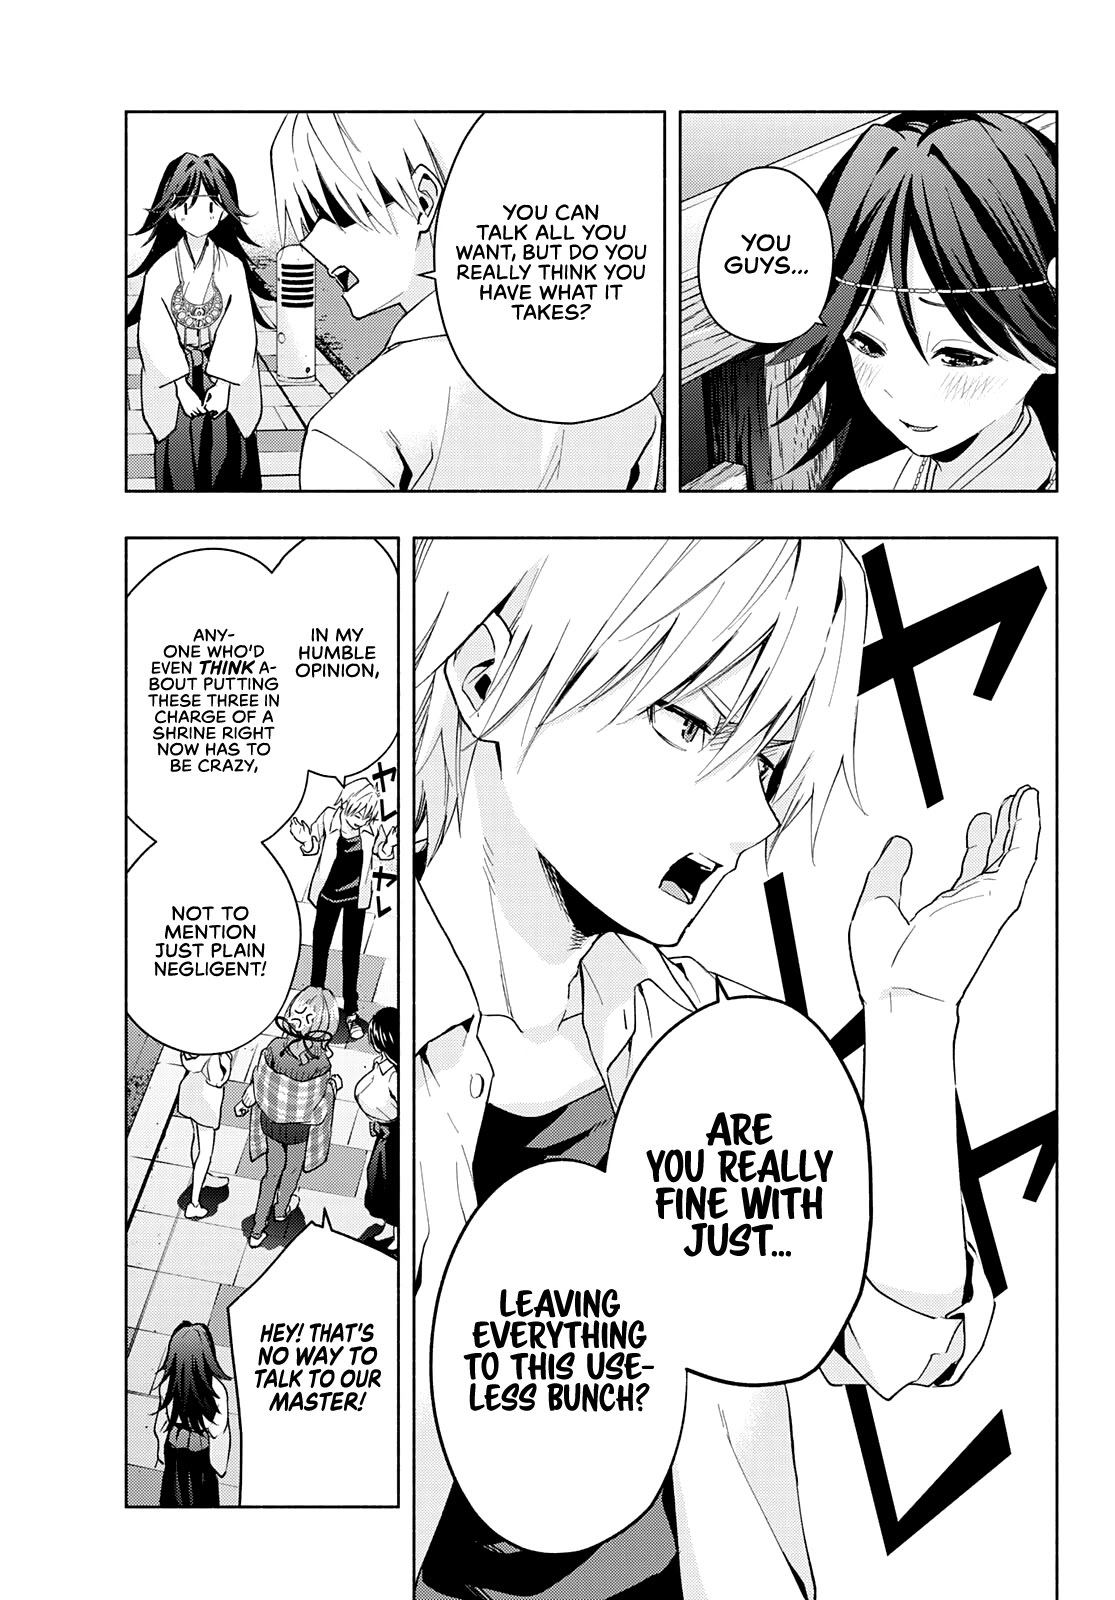 YOU
GUYS...
YOU CAN
TALK ALL YOU
WANT, BUT DO YOU
REALLY THINK YOU
HAVE WHAT IT
TAKES?
ヤレ
ヤレ
ARE
YOU REALLY
FINE WITH
JUST...
LEAVING
EVERYTHING
TO THIS USE-
LESS BUNCH?
IN MY
HUMBLE
OPINION,
ANY-
ONE WHO'D
EVEN THINK A-
BOUT PUTTING
THESE THREE IN
CHARGE OF A
SHRINE RIGHT
NOW HAS TO
BE CRAZY,
ヤレ
ヤレ
NOT TO
MENTION
JUST PLAIN
NEGLIGENT!
HEY! THAT'S
NO WAY TO
TALK TO OUR
MASTER!